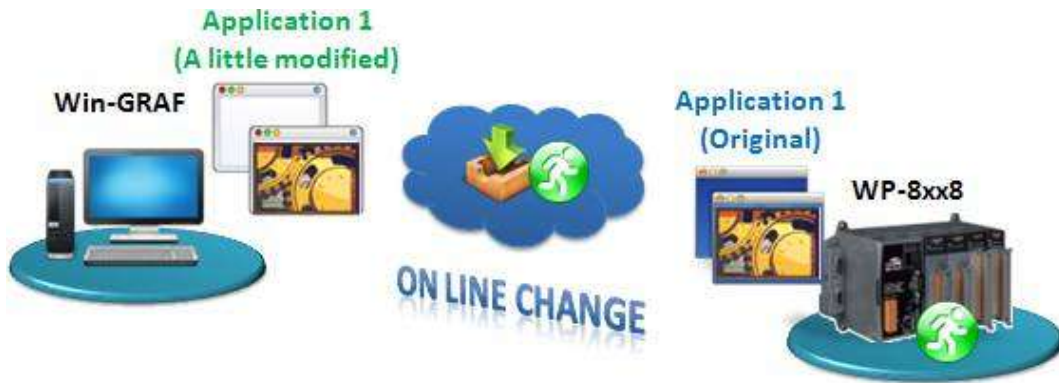 Application 1
(A little modified)
Win-GRAF
Application 1
(Original)
WP-8xx8
ON LINE CHANGE